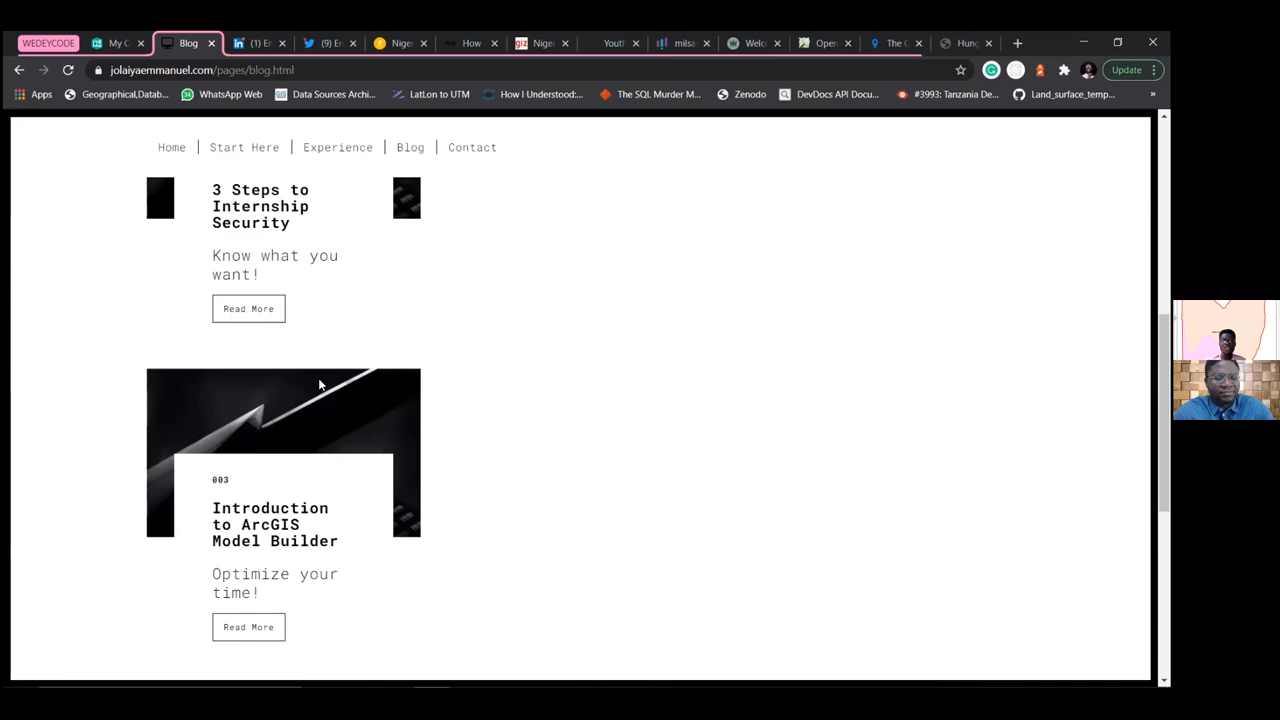 WEDEYCODE My C Blog (1) E (9) E Nige How Niger Youth milsa Welc Open The G Hung
jolaiyaemmanuel.com/pages/blog.html Update
Apps Geographical,Datab... WhatsApp Web Data Sources Archi... LatLon to UTM How I Understood:... The SQL Murder M... Zenodo DevDocs API Docu... #3993: Tanzania De... Land_surface_temp... »
Home Start Here Experience Blog Contact
3 Steps to
Internship
Security
Know what you
want!
Read More
003
Introduction
to ArcGIS
Model Builder
Optimize your
time!
Read More